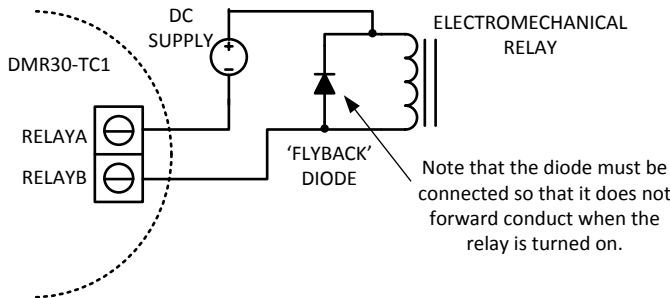 DC
SUPPLY
+
-
ELECTROMECHANICAL
RELAY
DMR30-TC1
RELAYA
RELAYB
‘FLYBACK’
DIODE
Note that the diode must be
connected so that it does not
forward conduct when the
relay is turned on.